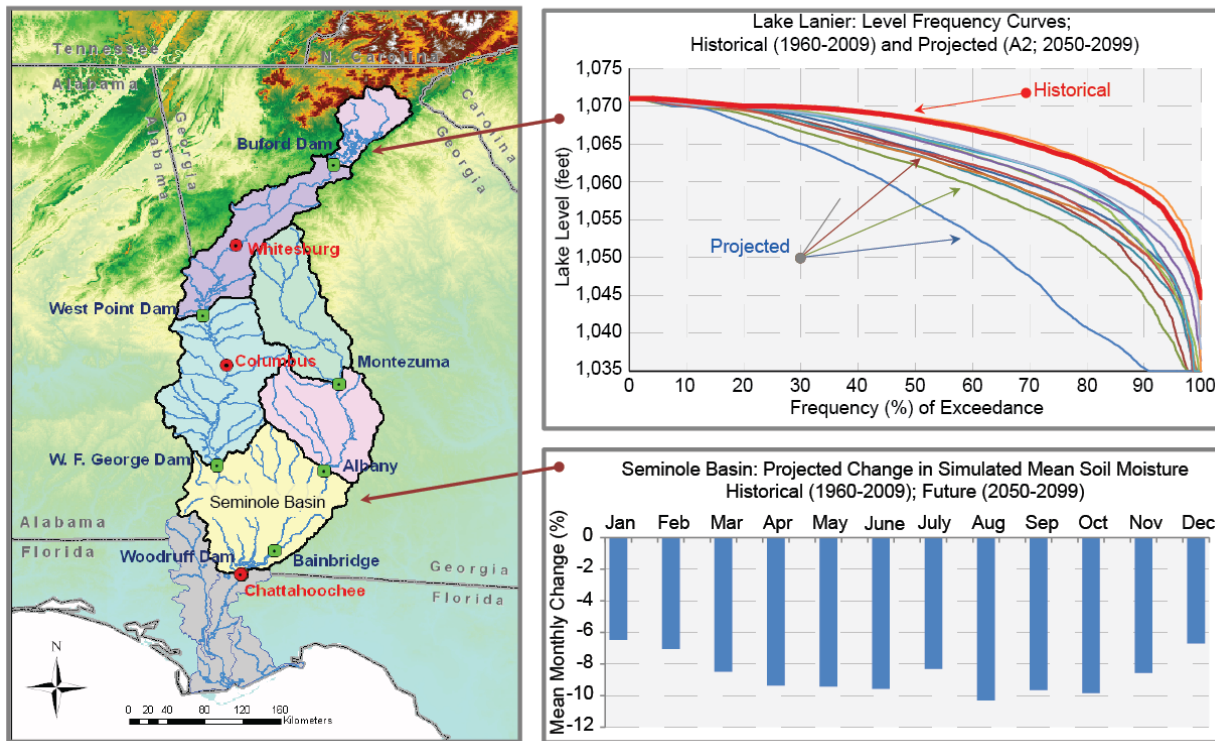 Tennessee
N. Carolina
Alabama
Alabama
Georgia
Carolina
Georgia
Buford Dam
Whitesburg
West Point Dam
Columbus
Montezuma
W. F. George Dam
Albany
Seminole Basin
Alabama
Florida
Woodruff Dam
Bainbridge
Georgia
Florida
Chattahoochee
N
0 20 40 80 120 160
Kilometers
Lake Lanier: Level Frequency Curves;
Historical (1960-2009) and Projected (A2; 2050-2099)
Lake Level (feet)
1,075
1,070
1,065
1,060
1,055
1,050
1,045
1,040
1,035
Historical
Projected
0 10 20 30 40 50 60 70 80 90 100
Frequency (%) of Exceedance
Seminole Basin: Projected Change in Simulated Mean Soil Moisture
Historical (1960-2009); Future (2050-2099)
Jan Feb Mar Apr May June July Aug Sep Oct Nov Dec
Mean Monthly Change (%)
0
-2
-4
-6
-8
-10
-12